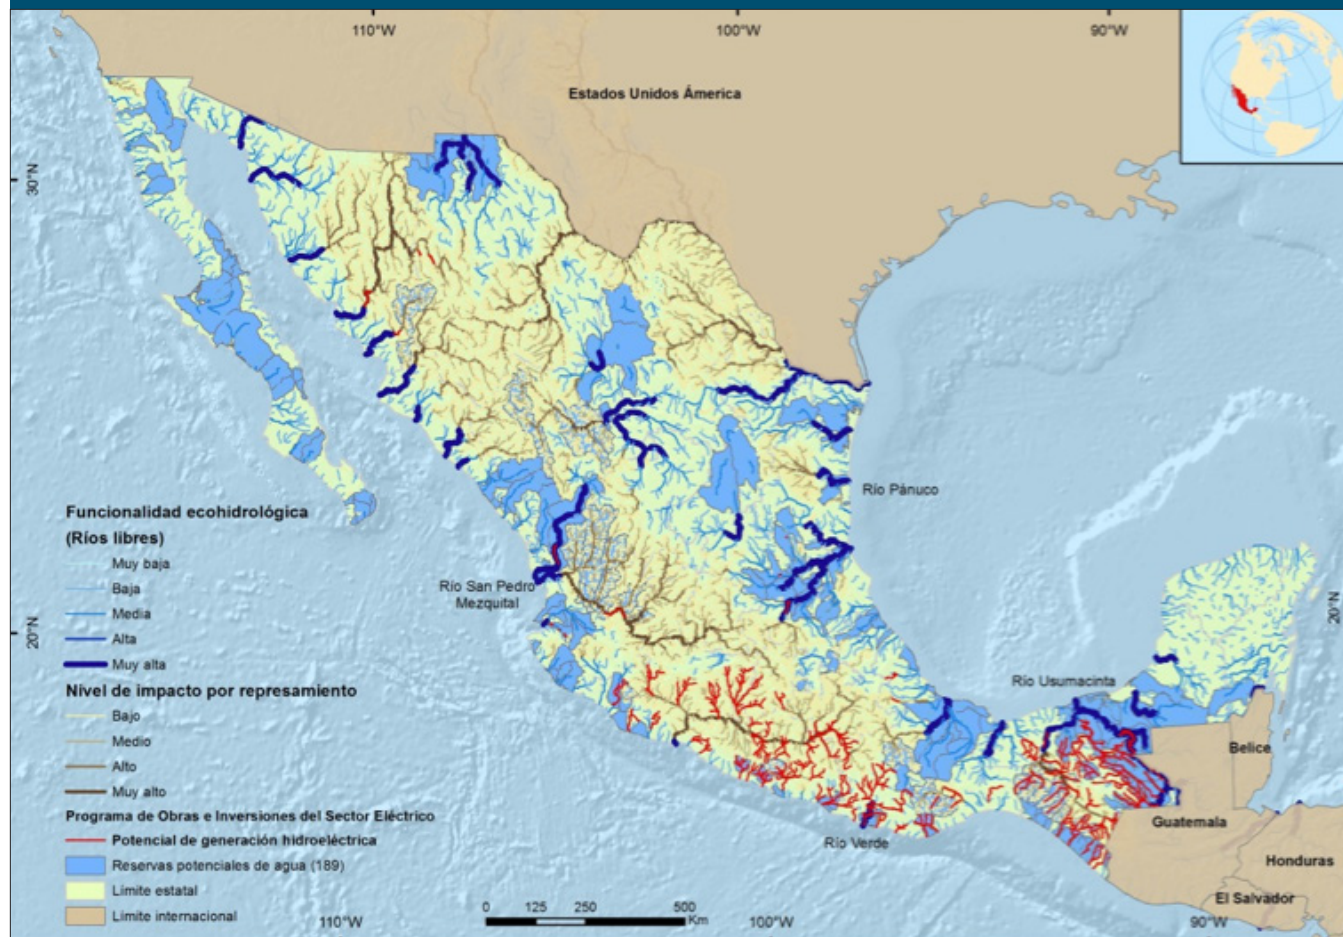 110°W
100°W
90°W
Estados Unidos Ámerica
30°N
Río Pánuco
Funcionalidad ecohidrológica
(Ríos libres)
Muy baja
Baja
Media
Alta
Muy alta
Río San Pedro
Mezquital
20°N
20°N
Río Usumacinta
Nivel de impacto por represamiento
Bajo
Medio
Alto
Muy alto
Belice
Programa de Obras e Inversiones del Sector Eléctrico
Potencial de generación hidroeléctrica
Reservas potenciales de agua (189)
Límite estatal
Límite internacional
Río Verde
Guatemala
Honduras
El Salvador
110°W
0 125 250 500
Km
100°W
90°W